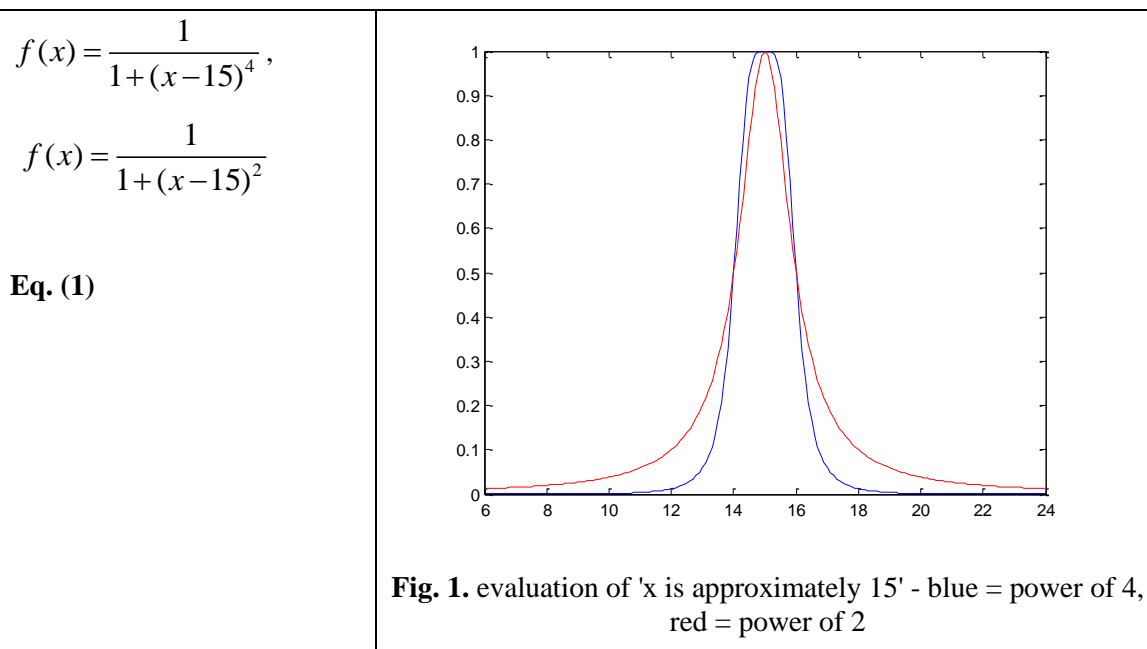 f(x) = \frac{1}{1+(x-15)^4} ,
f(x) = \frac{1}{1+(x-15)^2}
Eq. (1)
1
0.9
0.8
0.7
0.6
0.5
0.4
0.3
0.2
0.1
0
6 8 10 12 14 16 18 20 22 24
Fig. 1. evaluation of 'x is approximately 15' - blue = power of 4,
red = power of 2